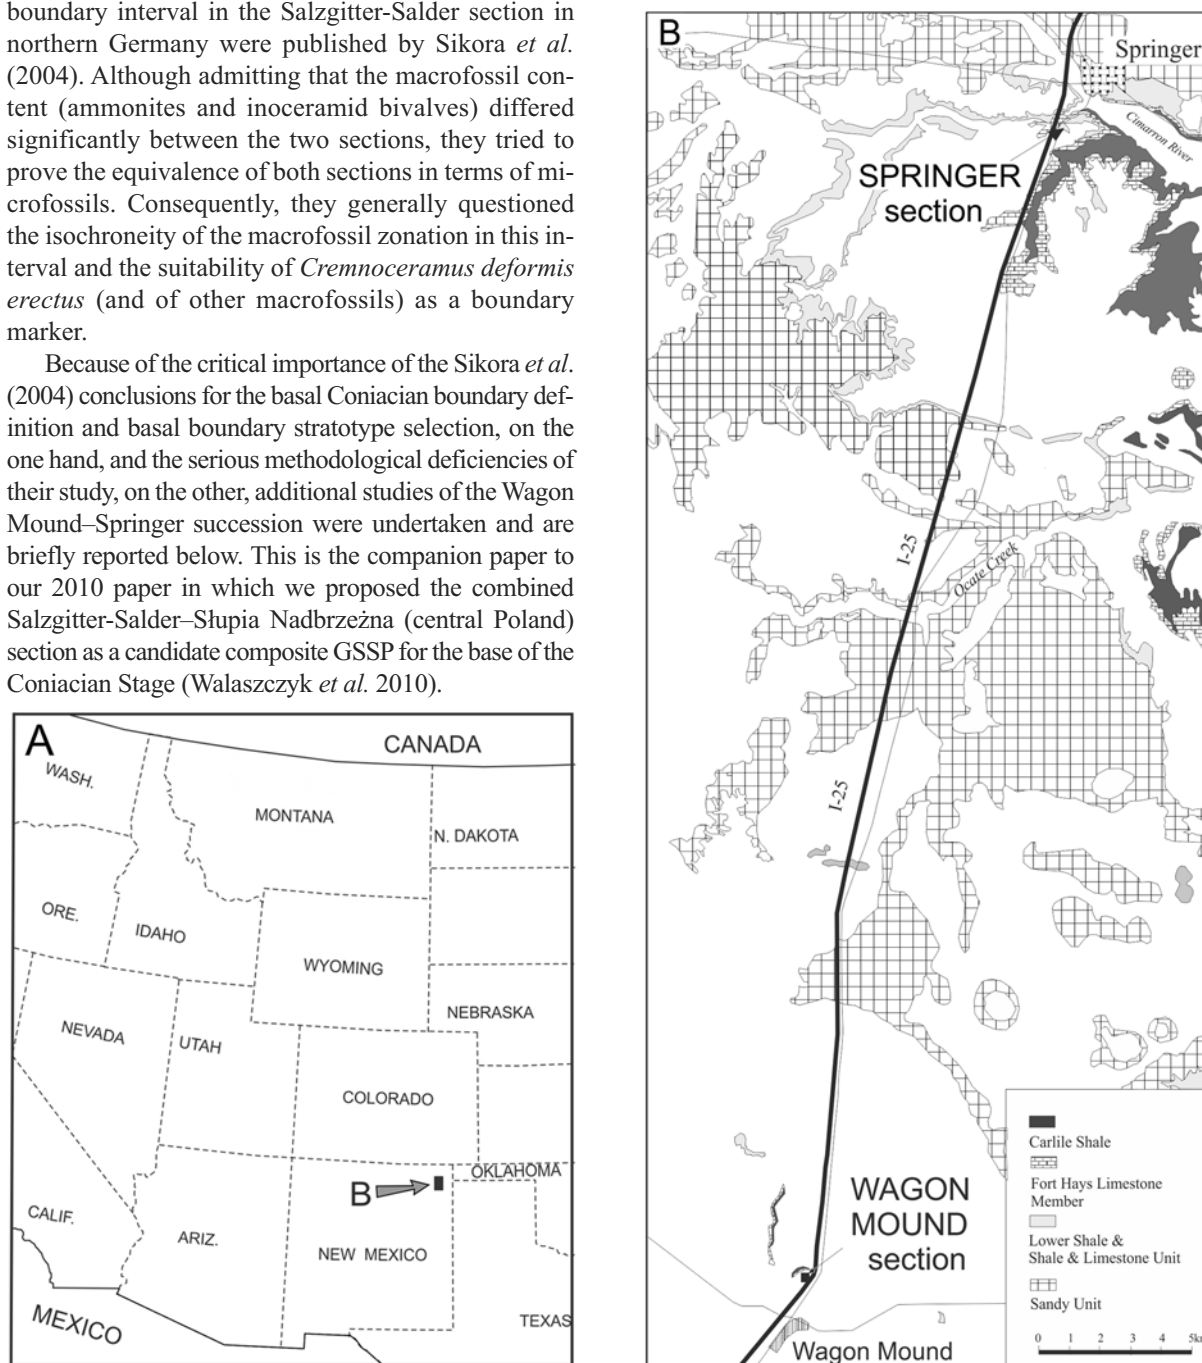 boundary interval in the Salzgitter-Salder section in
northern Germany were published by Sikora et al.
(2004). Although admitting that the macrofossil con-
tent (ammonites and inoceramid bivalves) differed
significantly between the two sections, they tried to
prove the equivalence of both sections in terms of mi-
crofossils. Consequently, they generally questioned
the isochroneity of the macrofossil zonation in this in-
terval and the suitability of Cremnoceramus deformis
erectus (and of other macrofossils) as a boundary
marker.
Because of the critical importance of the Sikora et al.
(2004) conclusions for the basal Coniacian boundary def-
inition and basal boundary stratotype selection, on the
one hand, and the serious methodological deficiencies of
their study, on the other, additional studies of the Wagon
Mound–Springer succession were undertaken and are
briefly reported below. This is the companion paper to
our 2010 paper in which we proposed the combined
Salzgitter-Salder–Słupia Nadbrzeżna (central Poland)
section as a candidate composite GSSP for the base of the
Coniacian Stage (Walaszczyk et al. 2010).
A
CANADA
WASH.
MONTANA
N. DAKOTA
ORE.
IDAHO
WYOMING
NEBRASKA
NEVADA
UTAH
COLORADO
OKLAHOMA
B
CALIF.
ARIZ.
NEW MEXICO
TEXAS
MEXICO
B
Springer
Cimarron River
SPRINGER
section
I-25
Ocate Creek
I-25
WAGON
MOUND
section
Wagon Mound
Carlile Shale
Fort Hays Limestone
Member
Lower Shale &
Shale & Limestone Unit
Sandy Unit
0 1 2 3 4 5km